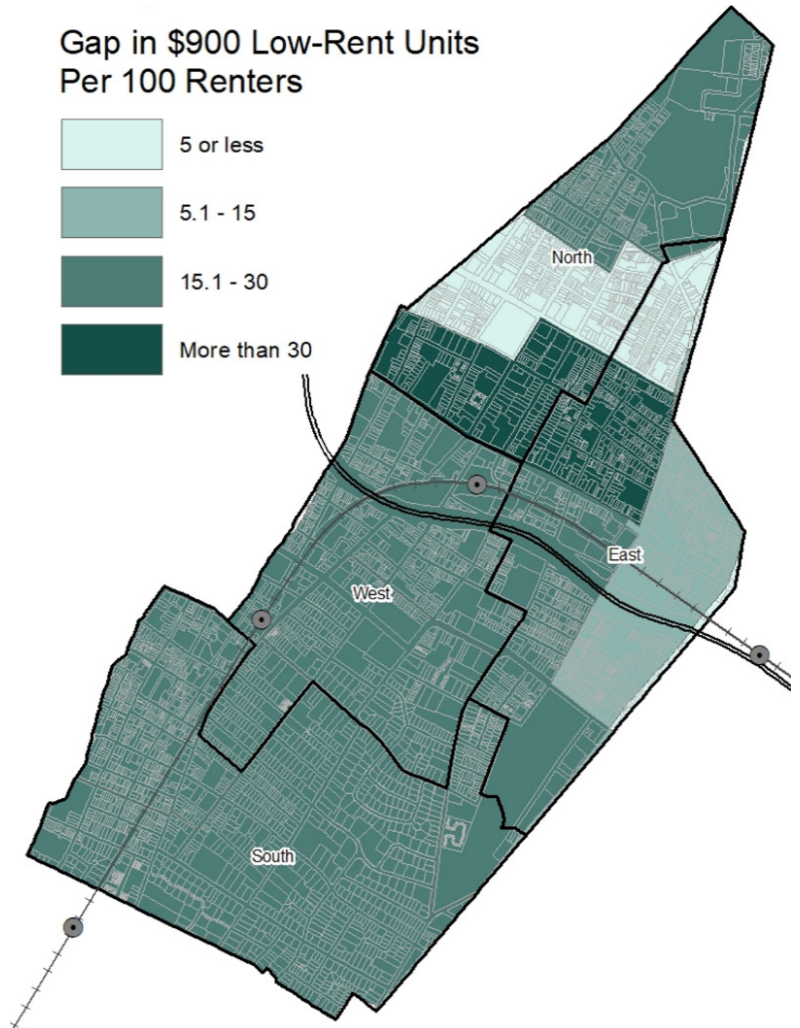 Gap in $900 Low-Rent Units
Per 100 Renters
5 or less
5.1 - 15
15.1 - 30
More than 30
North
East
West
South